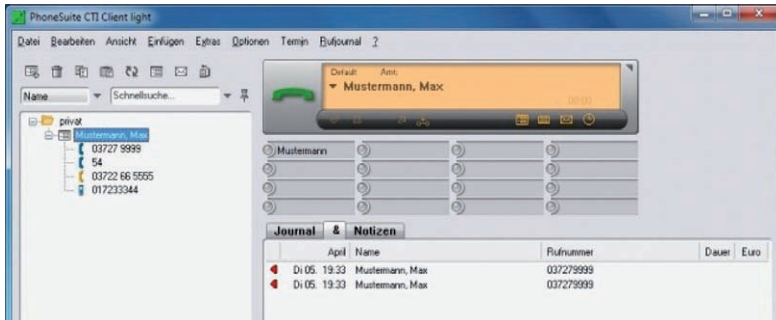 PhoneSuite CTI Client light
Datei Bearbeiten Ansicht Einfügen Extras Optionen Termin Rufjournal ?
Name Schnellsuche...
Default Amt:
Mustermann, Max
00:00
privat
Mustermann, Max
03727 9999
54
03722 66 5555
017233344
Mustermann
Journal & Notizen
April Name Rufnummer Dauer Euro
Di 05. 19:33 Mustermann, Max 037279999
Di 05. 19:33 Mustermann, Max 037279999